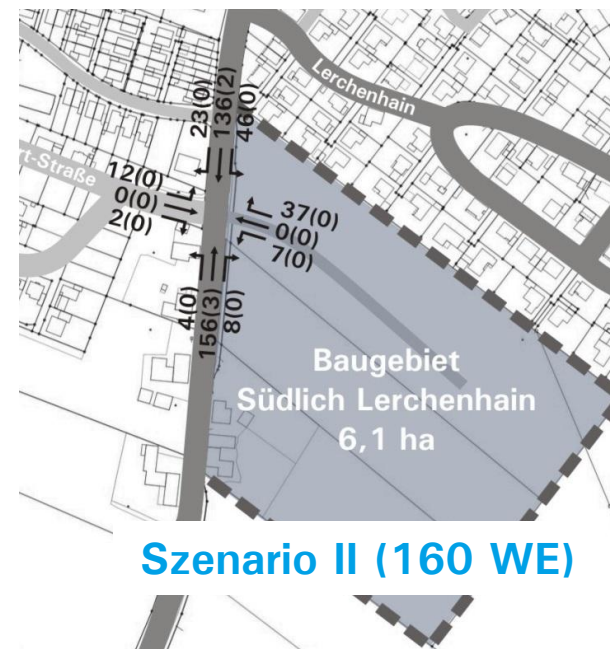 Lerchenhain
23(0)
136(2)
46(0)
rt-Straße
12(0)
0(0)
2(0)
37(0)
0(0)
7(0)
4(0)
156(3)
8(0)
Baugebiet
Südlich Lerchenhain
6,1 ha
Szenario II (160 WE)